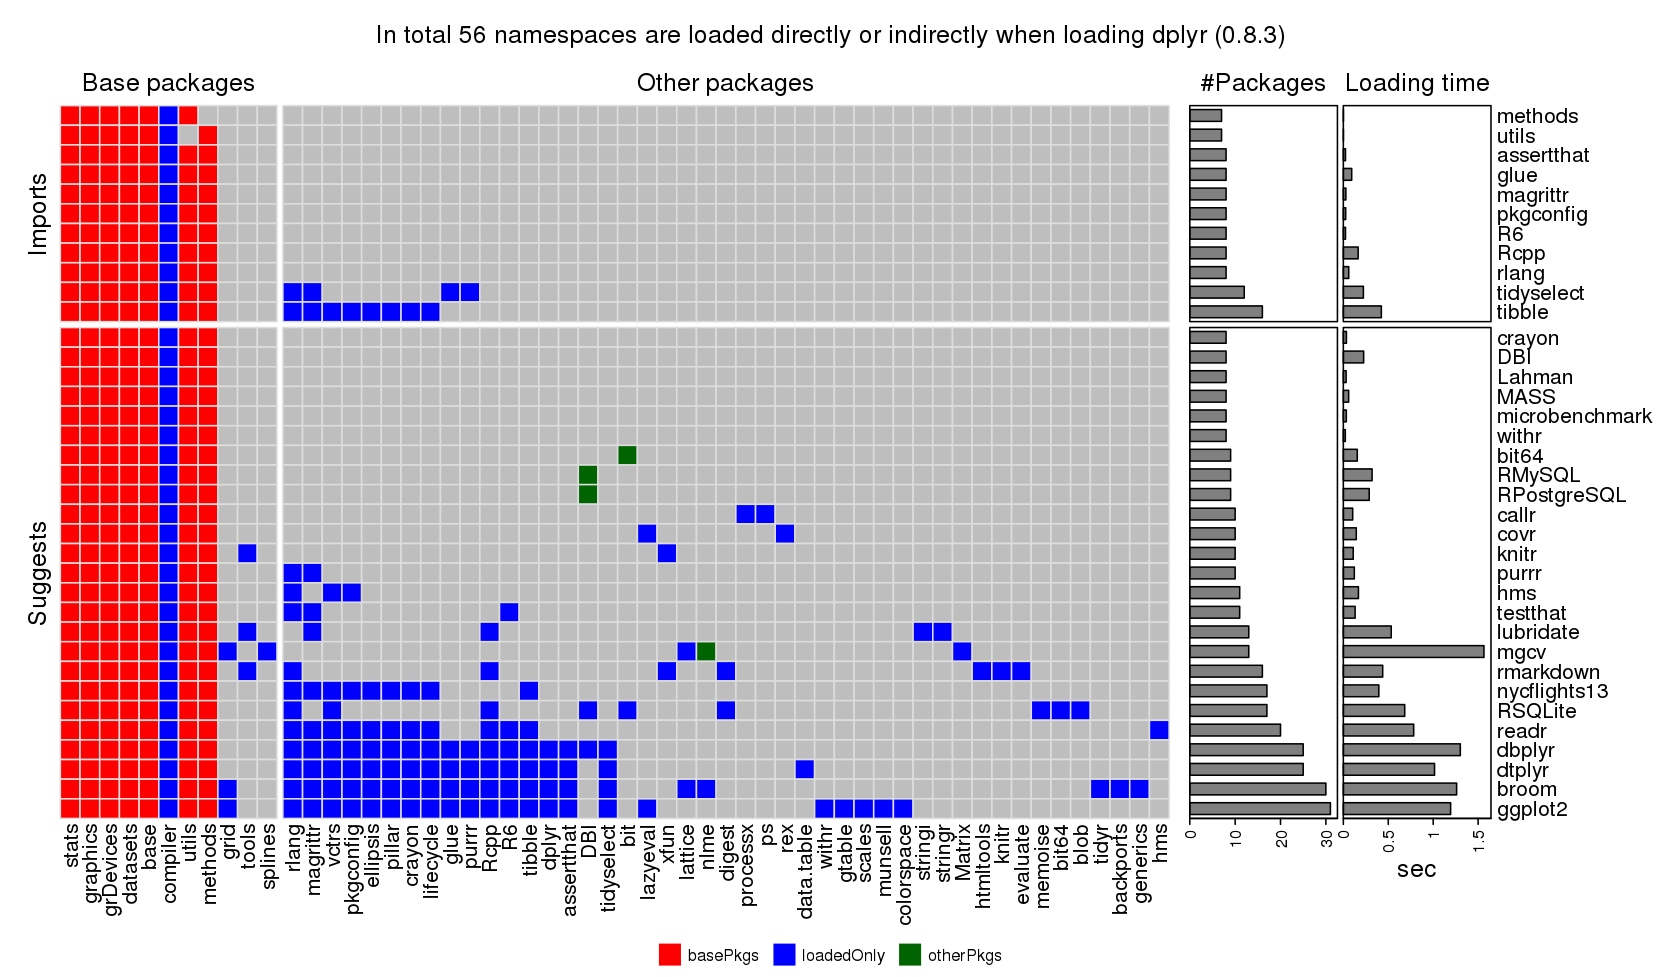 In total 56 namespaces are loaded directly or indirectly when loading dplyr (0.8.3)
Base packages
Other packages
#Packages
Loading time
Imports
methods
utils
assertthat
glue
magrittr
pkgconfig
R6
Rcpp
rlang
tidyselect
tibble
Suggests
crayon
DBI
Lahman
MASS
microbenchmark
withr
bit64
RMySQL
RPostgreSQL
callr
covr
knitr
purrr
hms
testthat
lubridate
mgcv
rmarkdown
nycflights13
RSQLite
readr
dbplyr
dtplyr
broom
ggplot2
stats
graphics
grDevices
datasets
base
compiler
utils
methods
grid
tools
splines
rlang
magrittr
vctrs
pkgconfig
ellipsis
pillar
crayon
lifecycle
glue
purrr
Rcpp
R6
tibble
dplyr
assertthat
DBI
tidyselect
bit
lazyeval
xfun
lattice
nlme
digest
processx
ps
rex
data.table
withr
gtable
scales
munsell
colorspace
stringi
stringr
Matrix
htmltools
knitr
evaluate
memoise
bit64
blob
tidyr
backports
generics
hms
0
10
20
30
0
0.5
1
1.5
sec
basePkgs
loadedOnly
otherPkgs